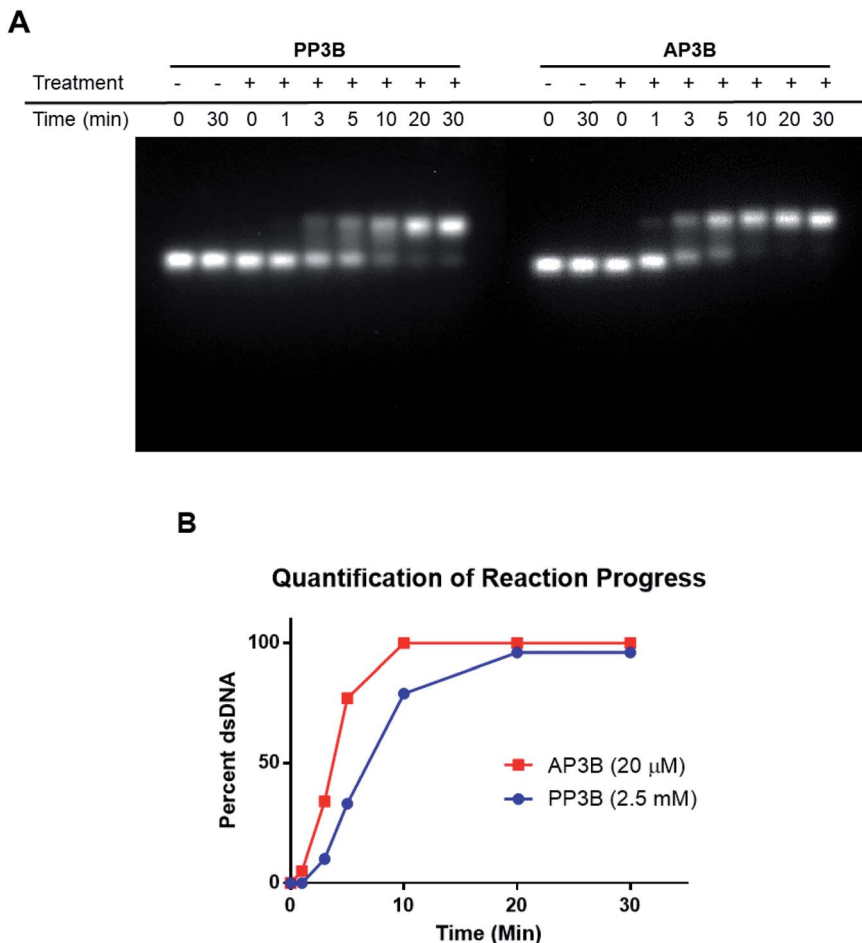 A
PP3B AP3B
Treatment - - + + + + + + + - - + + + + + + +
Time (min) 0 30 0 1 3 5 10 20 30 0 30 0 1 3 5 10 20 30
B
Quantification of Reaction Progress
100
50
0
Percent dsDNA
AP3B (20 μM)
PP3B (2.5 mM)
0 10 20 30
Time (Min)